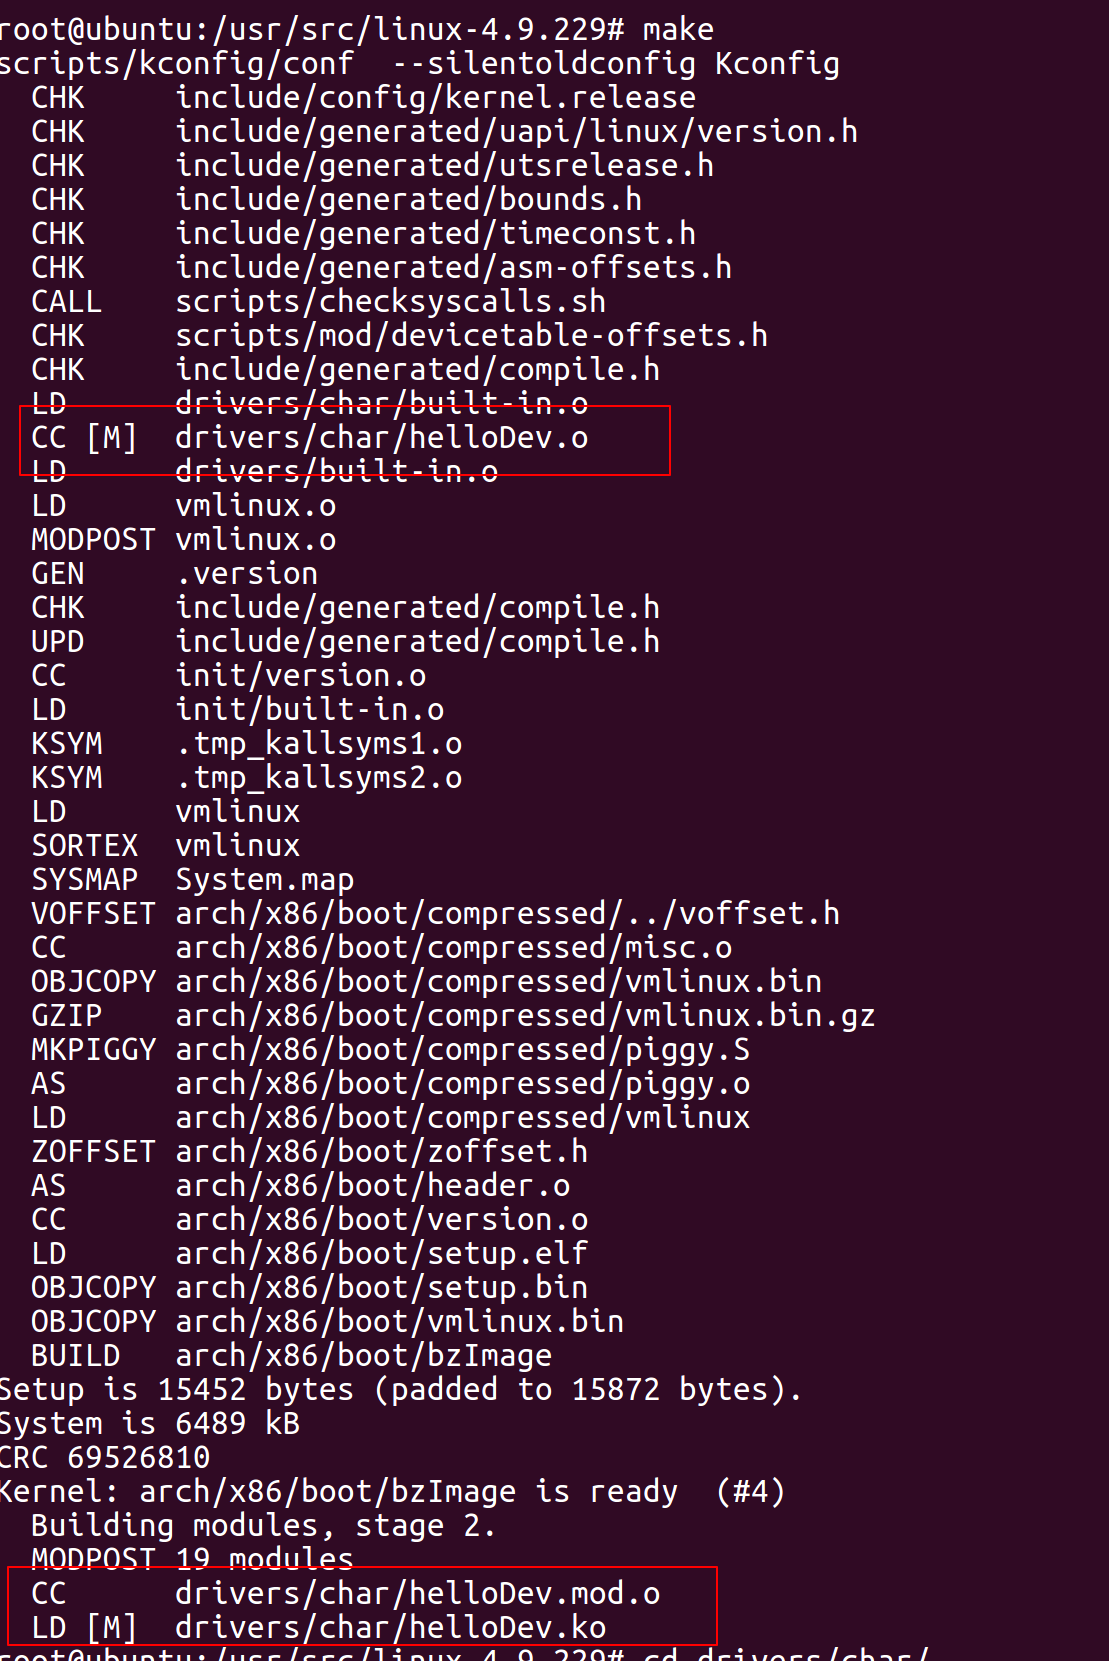 root@ubuntu:/usr/src/linux-4.9.229# make
scripts/kconfig/conf  --silentoldconfig Kconfig
  CHK     include/config/kernel.release
  CHK     include/generated/uapi/linux/version.h
  CHK     include/generated/utsrelease.h
  CHK     include/generated/bounds.h
  CHK     include/generated/timeconst.h
  CHK     include/generated/asm-offsets.h
  CALL    scripts/checksyscalls.sh
  CHK     scripts/mod/devicetable-offsets.h
  CHK     include/generated/compile.h
  LD      drivers/char/built-in.o
  CC [M]  drivers/char/helloDev.o
  LD      drivers/built-in.o
  LD      vmlinux.o
  MODPOST vmlinux.o
  GEN     .version
  CHK     include/generated/compile.h
  UPD     include/generated/compile.h
  CC      init/version.o
  LD      init/built-in.o
  KSYM    .tmp_kallsyms1.o
  KSYM    .tmp_kallsyms2.o
  LD      vmlinux
  SORTEX  vmlinux
  SYSMAP  System.map
  VOFFSET arch/x86/boot/compressed/../voffset.h
  CC      arch/x86/boot/compressed/misc.o
  OBJCOPY arch/x86/boot/compressed/vmlinux.bin
  GZIP    arch/x86/boot/compressed/vmlinux.bin.gz
  MKPIGGY arch/x86/boot/compressed/piggy.S
  AS      arch/x86/boot/compressed/piggy.o
  LD      arch/x86/boot/compressed/vmlinux
  ZOFFSET arch/x86/boot/zoffset.h
  AS      arch/x86/boot/header.o
  CC      arch/x86/boot/version.o
  LD      arch/x86/boot/setup.elf
  OBJCOPY arch/x86/boot/setup.bin
  OBJCOPY arch/x86/boot/vmlinux.bin
  BUILD   arch/x86/boot/bzImage
Setup is 15452 bytes (padded to 15872 bytes).
System is 6489 kB
CRC 69526810
Kernel: arch/x86/boot/bzImage is ready  (#4)
  Building modules, stage 2.
  MODPOST 19 modules
  CC      drivers/char/helloDev.mod.o
  LD [M]  drivers/char/helloDev.ko
root@ubuntu:/usr/src/linux-4.9.229# cd drivers/char/